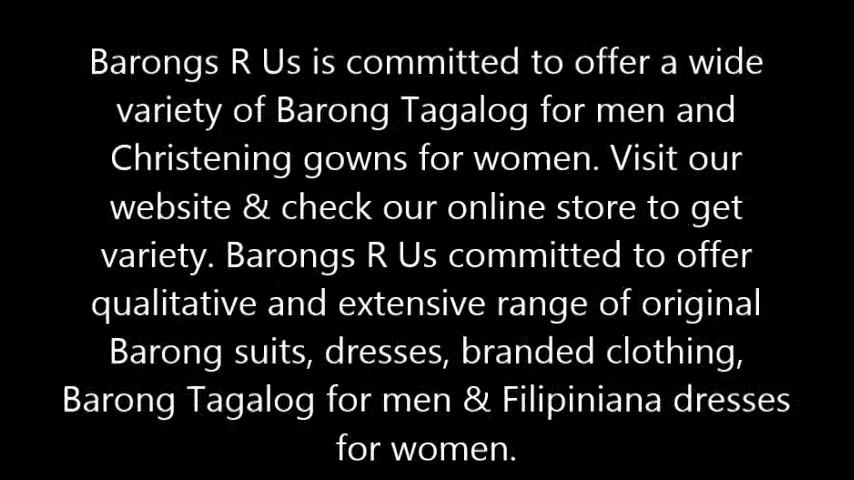 Barongs R Us is committed to offer a wide
variety of Barong Tagalog for men and
Christening gowns for women. Visit our
website & check our online store to get
variety. Barongs R Us committed to offer
qualitative and extensive range of original
Barong suits, dresses, branded clothing,
Barong Tagalog for men & Filipiniana dresses
for women.